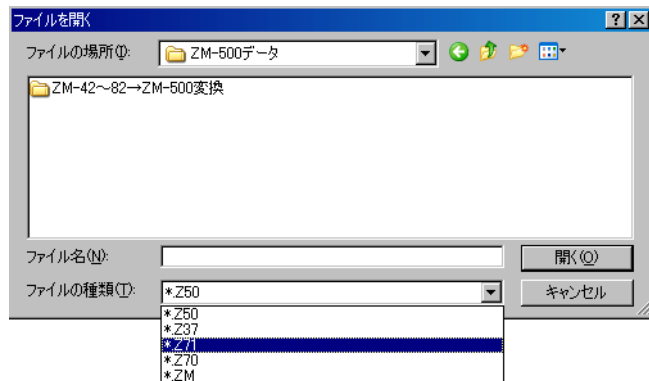 ファイルを開く
ファイルの場所(I):
ZM-500データ
ZM-42～82→ZM-500変換
ファイル名(N):
開く(O)
ファイルの種類(T):
*.Z50
キャンセル
*.Z50
*.Z37
*.Z71
*.Z70
*.ZM